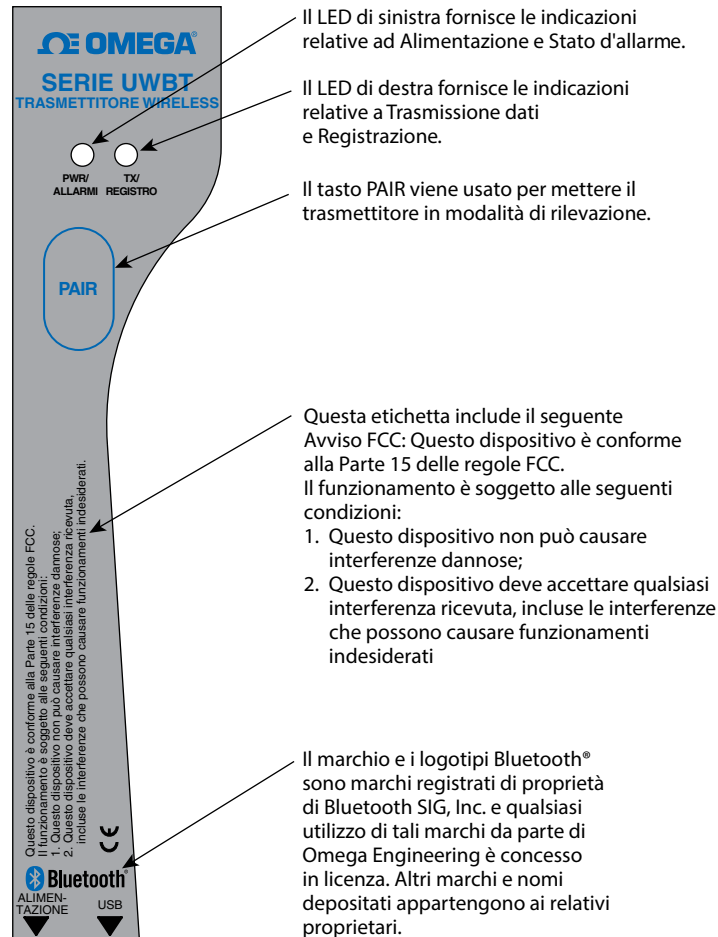 Ω OMEGA®
SERIE UWBT
TRASMETTITORE WIRELESS
PWR/
ALLARMI
TX/
REGISTRO
PAIR
Questo dispositivo è conforme alla Parte 15 delle regole FCC.
Il funzionamento è soggetto alle seguenti condizioni:
1. Questo dispositivo non può causare interferenze dannose;
2. Questo dispositivo deve accettare qualsiasi interferenza ricevuta,
incluse le interferenze che possono causare funzionamenti indesiderati.
CE
Bluetooth®
ALIMEN-
TAZIONE
USB
Il LED di sinistra fornisce le indicazioni
relative ad Alimentazione e Stato d'allarme.
Il LED di destra fornisce le indicazioni
relative a Trasmissione dati
e Registrazione.
Il tasto PAIR viene usato per mettere il
trasmettitore in modalità di rilevazione.
Questa etichetta include il seguente
Avviso FCC: Questo dispositivo è conforme
alla Parte 15 delle regole FCC.
Il funzionamento è soggetto alle seguenti
condizioni:
1. Questo dispositivo non può causare
interferenze dannose;
2. Questo dispositivo deve accettare qualsiasi
interferenza ricevuta, incluse le interferenze
che possono causare funzionamenti
indesiderati
Il marchio e i logotipi Bluetooth®
sono marchi registrati di proprietà
di Bluetooth SIG, Inc. e qualsiasi
utilizzo di tali marchi da parte di
Omega Engineering è concesso
in licenza. Altri marchi e nomi
depositati appartengono ai relativi
proprietari.